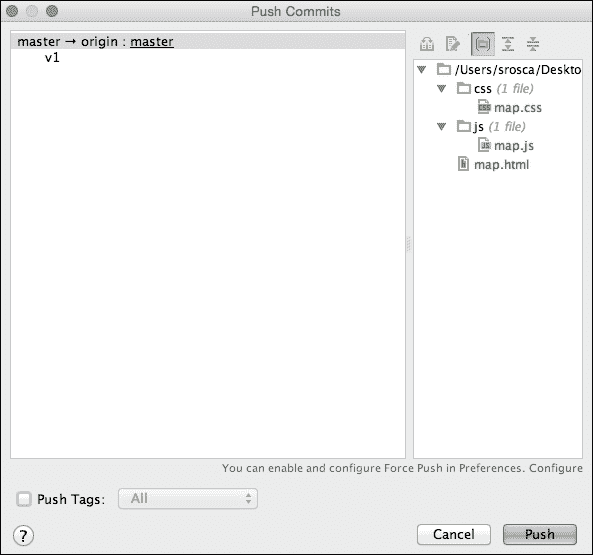 Push Commits
master → origin : master
v1
/Users/srosca/Deskto
css (1 file)
map.css
js (1 file)
map.js
map.html
You can enable and configure Force Push in Preferences. Configure
Push Tags: All
?
Cancel Push